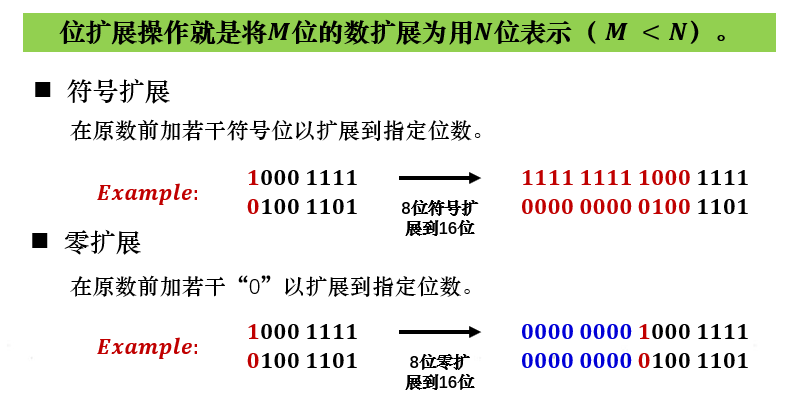 位扩展操作就是将M位的数扩展为用N位表示（ M < N）。
■ 符号扩展
在原数前加若干符号位以扩展到指定位数。
Example:
1000 1111
0100 1101
8位符号扩
展到16位
1111 1111 1000 1111
0000 0000 0100 1101
■ 零扩展
在原数前加若干“0”以扩展到指定位数。
Example:
1000 1111
0100 1101
8位零扩
展到16位
0000 0000 1000 1111
0000 0000 0100 1101